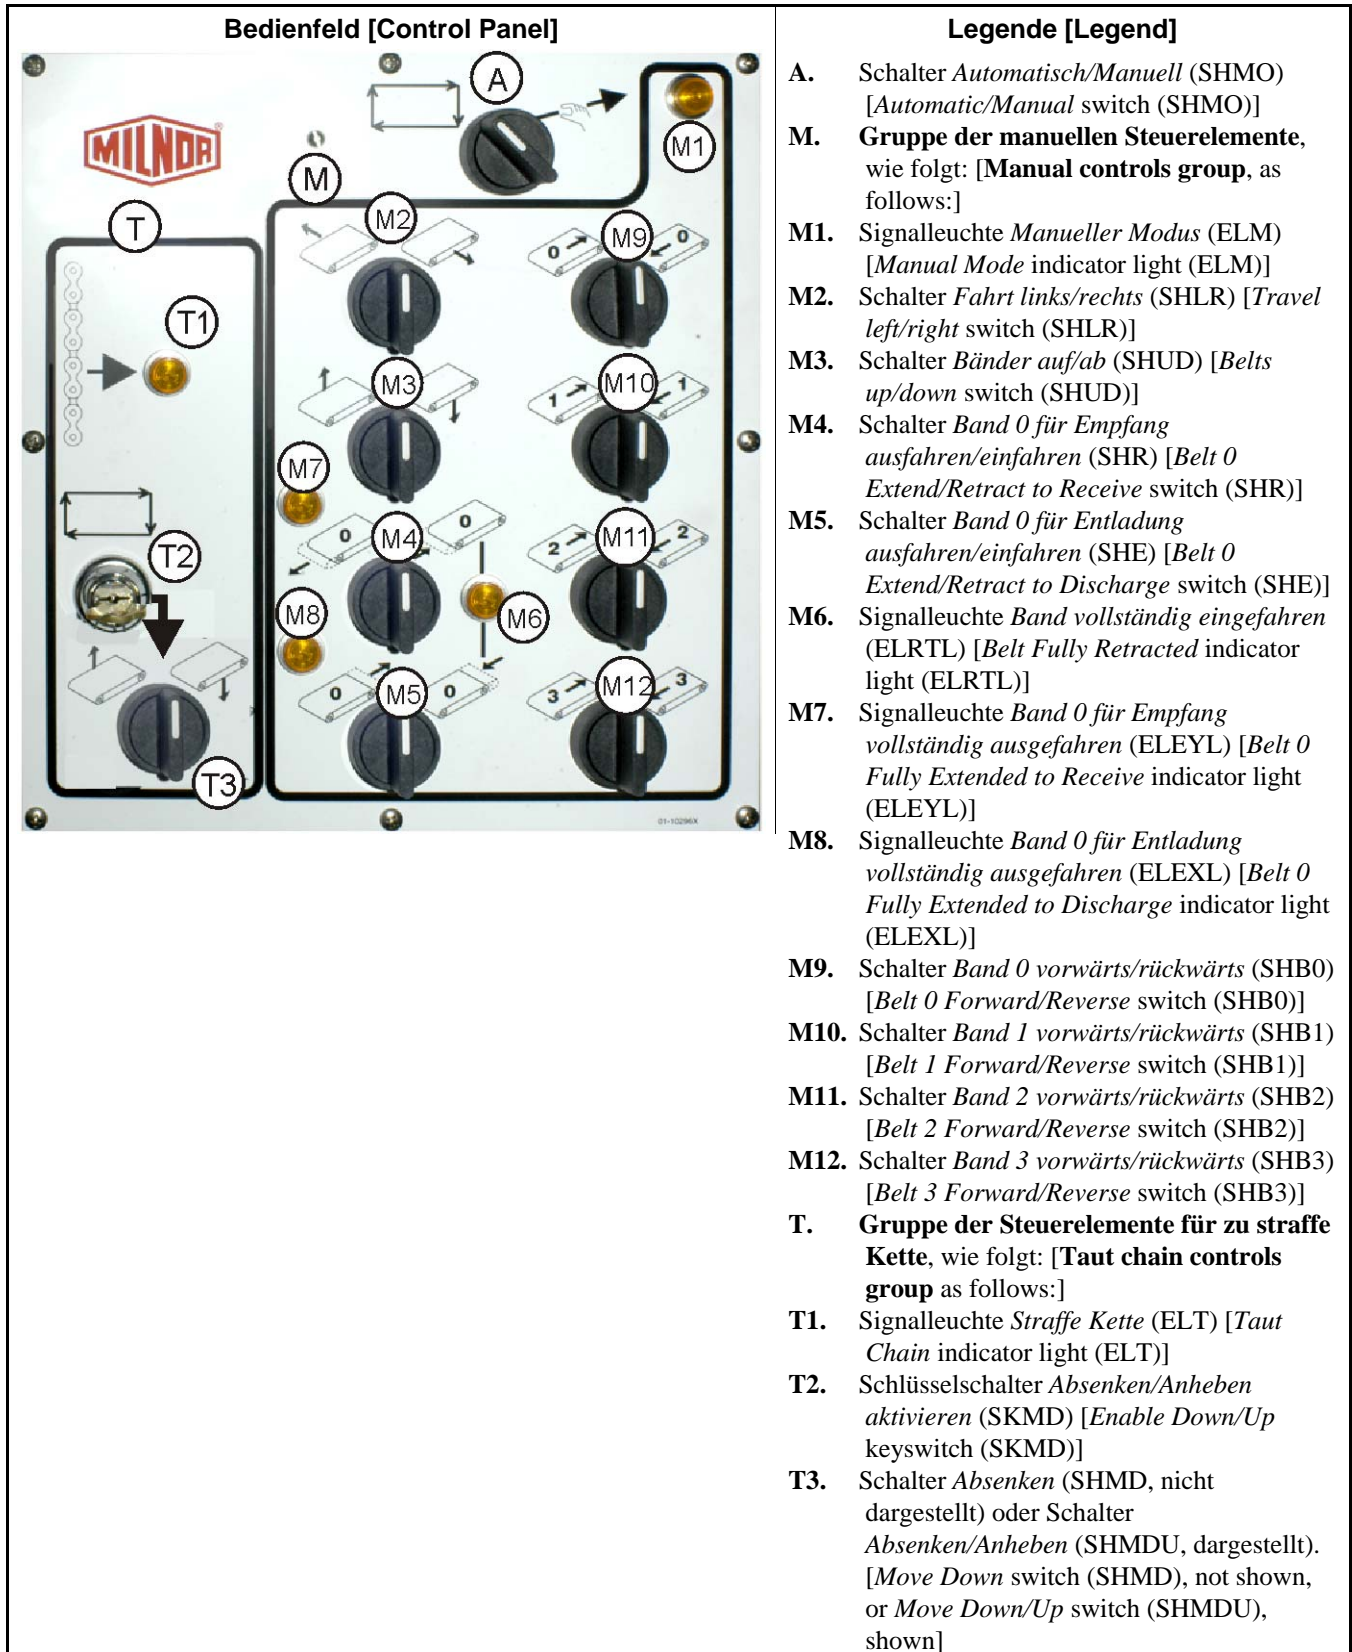 Bedienfeld [Control Panel]
A
M1
MILNOR
®
M
T
M2
M9
0
0
T1
M3
M10
1
1
M7
0
M4
0
M11
2
2
T2
M8
M6
0
M5
0
M12
3
3
T3
01-10296X
Legende [Legend]
A. Schalter Automatisch/Manuell (SHMO)
[Automatic/Manual switch (SHMO)]
M. Gruppe der manuellen Steuerelemente,
wie folgt: [Manual controls group, as
follows:]
M1. Signalleuchte Manueller Modus (ELM)
[Manual Mode indicator light (ELM)]
M2. Schalter Fahrt links/rechts (SHLR) [Travel
left/right switch (SHLR)]
M3. Schalter Bänder auf/ab (SHUD) [Belts
up/down switch (SHUD)]
M4. Schalter Band 0 für Empfang
ausfahren/einfahren (SHR) [Belt 0
Extend/Retract to Receive switch (SHR)]
M5. Schalter Band 0 für Entladung
ausfahren/einfahren (SHE) [Belt 0
Extend/Retract to Discharge switch (SHE)]
M6. Signalleuchte Band vollständig eingefahren
(ELRTL) [Belt Fully Retracted indicator
light (ELRTL)]
M7. Signalleuchte Band 0 für Empfang
vollständig ausgefahren (ELEYL) [Belt 0
Fully Extended to Receive indicator light
(ELEYL)]
M8. Signalleuchte Band 0 für Entladung
vollständig ausgefahren (ELEXL) [Belt 0
Fully Extended to Discharge indicator light
(ELEXL)]
M9. Schalter Band 0 vorwärts/rückwärts (SHB0)
[Belt 0 Forward/Reverse switch (SHB0)]
M10. Schalter Band 1 vorwärts/rückwärts (SHB1)
[Belt 1 Forward/Reverse switch (SHB1)]
M11. Schalter Band 2 vorwärts/rückwärts (SHB2)
[Belt 2 Forward/Reverse switch (SHB2)]
M12. Schalter Band 3 vorwärts/rückwärts (SHB3)
[Belt 3 Forward/Reverse switch (SHB3)]
T. Gruppe der Steuerelemente für zu straffe
Kette, wie folgt: [Taut chain controls
group as follows:]
T1. Signalleuchte Straffe Kette (ELT) [Taut
Chain indicator light (ELT)]
T2. Schlüsselschalter Absenken/Anheben
aktivieren (SKMD) [Enable Down/Up
keyswitch (SKMD)]
T3. Schalter Absenken (SHMD, nicht
dargestellt) oder Schalter
Absenken/Anheben (SHMDU, dargestellt).
[Move Down switch (SHMD), not shown,
or Move Down/Up switch (SHMDU),
shown]